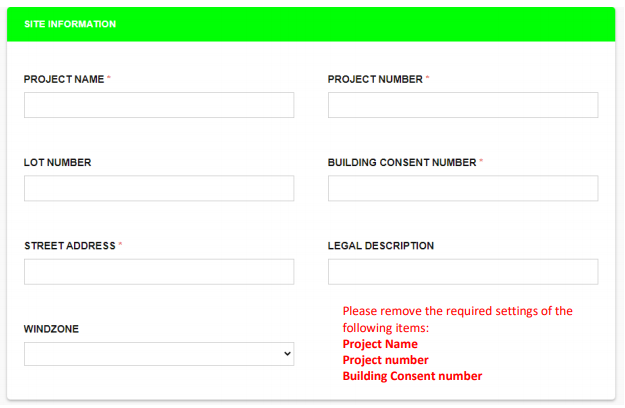 SITE INFORMATION
PROJECT NAME *
PROJECT NUMBER *
LOT NUMBER
BUILDING CONSENT NUMBER *
STREET ADDRESS *
LEGAL DESCRIPTION
WINDZONE
Please remove the required settings of the
following items:
Project Name
Project number
Building Consent number